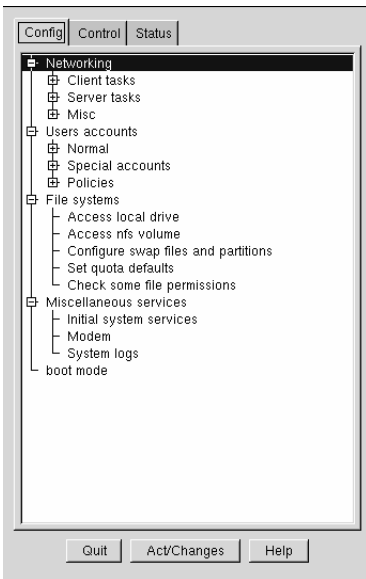 Config Control Status
Networking
Client tasks
Server tasks
Misc
Users accounts
Normal
Special accounts
Policies
File systems
Access local drive
Access nfs volume
Configure swap files and partitions
Set quota defaults
Check some file permissions
Miscellaneous services
Initial system services
Modem
System logs
boot mode
Quit Act/Changes Help